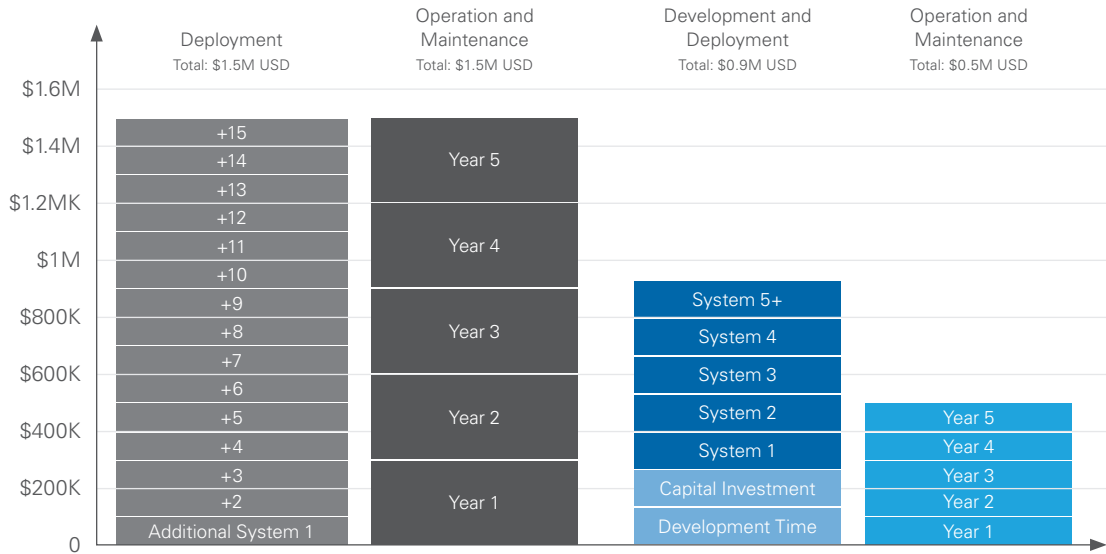 Deployment
Total: $1.5M USD
Operation and
Maintenance
Total: $1.5M USD
Development and
Deployment
Total: $0.9M USD
Operation and
Maintenance
Total: $0.5M USD
$1.6M
$1.4M
$1.2MK
$1M
$800K
$600K
$400K
$200K
0
+15
+14
+13
+12
+11
+10
+9
+8
+7
+6
+5
+4
+3
+2
Additional System 1
Year 5
Year 4
Year 3
Year 2
Year 1
System 5+
System 4
System 3
System 2
System 1
Capital Investment
Development Time
Year 5
Year 4
Year 3
Year 2
Year 1